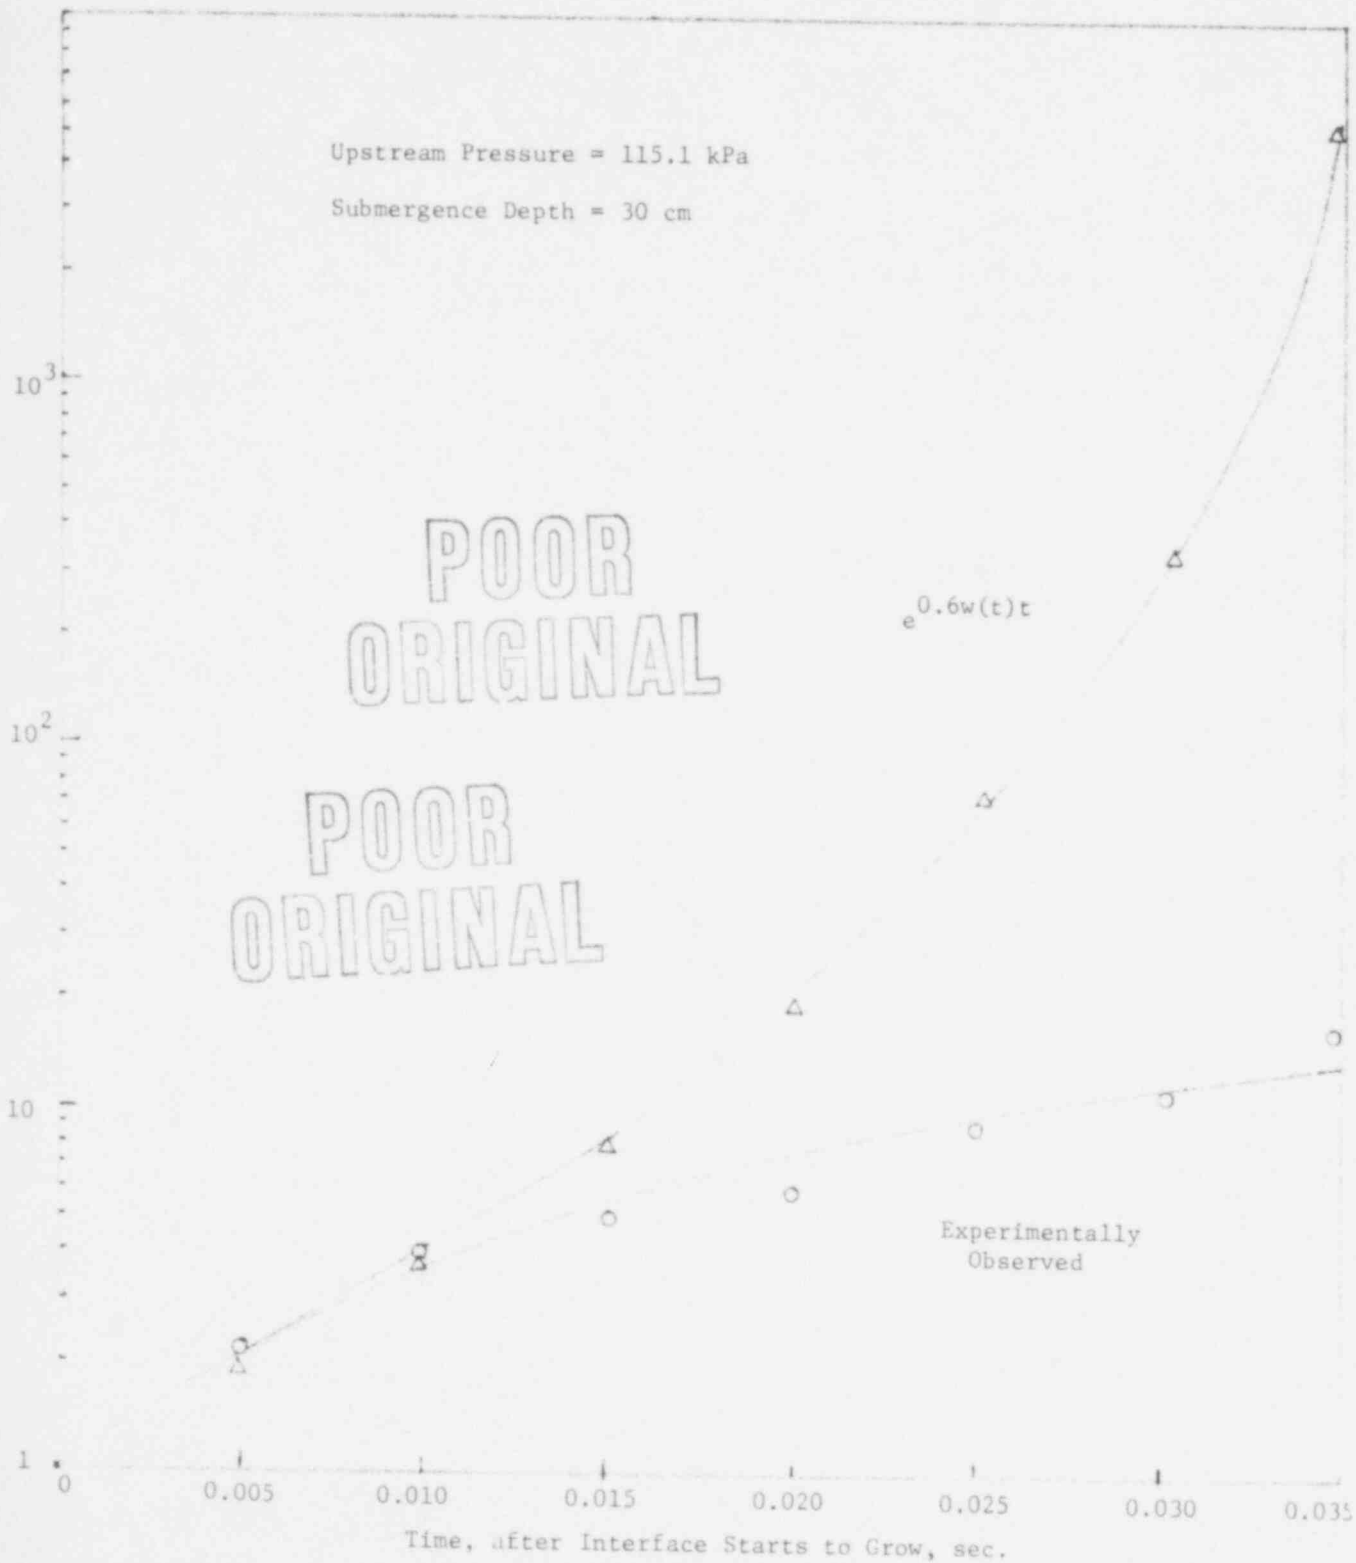 Upstream Pressure = 115.1 kPa
Submergence Depth = 30 cm
10³
POOR
ORIGINAL
e^0.6w(t)t
10²
POOR
ORIGINAL
10
Experimentally
Observed
1
0 0.005 0.010 0.015 0.020 0.025 0.030 0.035
Time, after Interface Starts to Grow, sec.